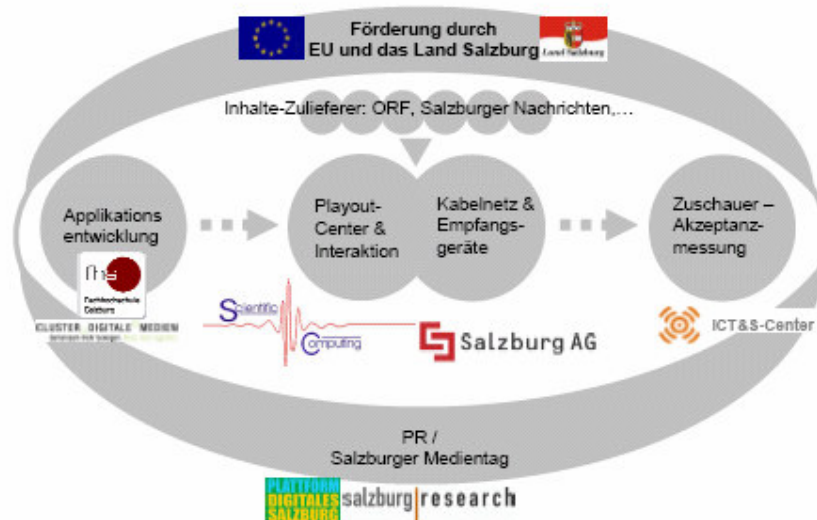 Förderung durch
EU und das Land Salzburg
Land Salzburg
Inhalte-Zulieferer: ORF, Salzburger Nachrichten,...
Applikations
entwicklung
Playout-
Center &
Interaktion
Kabelnetz &
Empfangs-
geräte
Zuschauer –
Akzeptanz-
messung
fhs
Fachhochschule
Salzburg
CLUSTER DIGITALE MEDIEN
Scientific
Computing
Salzburg AG
ICT&S-Center
PR /
Salzburger Medientag
PLATTFORM
DIGITALES
SALZBURG
salzburg|research